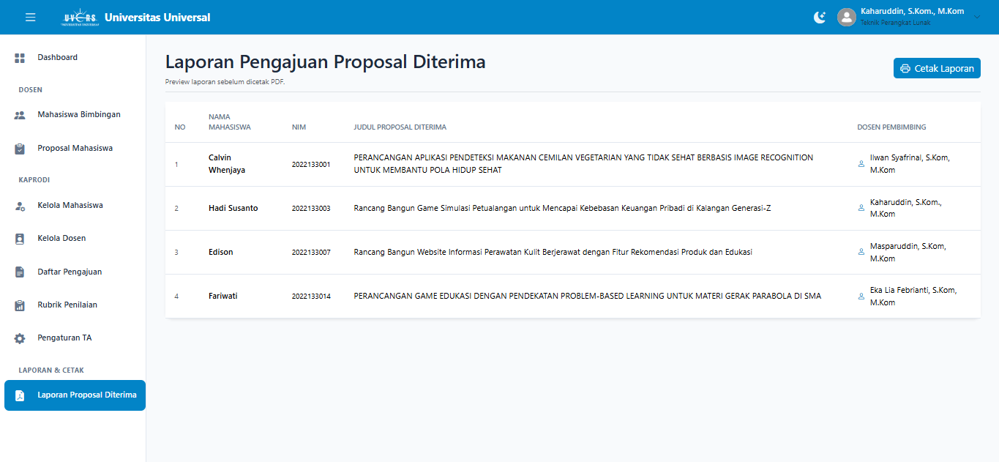 UVERS
UNIVERSITAS UNIVERSAL
Universitas Universal
Kaharuddin, S.Kom., M.Kom
Teknik Perangkat Lunak
Dashboard
DOSEN
Mahasiswa Bimbingan
Proposal Mahasiswa
KAPRODI
Kelola Mahasiswa
Kelola Dosen
Daftar Pengajuan
Rubrik Penilaian
Pengaturan TA
LAPORAN & CETAK
Laporan Proposal Diterima
Laporan Pengajuan Proposal Diterima
Preview laporan sebelum dicetak PDF.
Cetak Laporan
NO NAMA MAHASISWA NIM JUDUL PROPOSAL DITERIMA DOSEN PEMBIMBING
1 Calvin Whenjaya 2022133001 PERANCANGAN APLIKASI PENDETEKSI MAKANAN CEMILAN VEGETARIAN YANG TIDAK SEHAT BERBASIS IMAGE RECOGNITION
UNTUK MEMBANTU POLA HIDUP SEHAT
Ilwan Syafrinal, S.Kom,
M.Kom
2 Hadi Susanto 2022133003 Rancang Bangun Game Simulasi Petualangan untuk Mencapai Kebebasan Keuangan Pribadi di Kalangan Generasi-Z
Kaharuddin, S.Kom.,
M.Kom
3 Edison 2022133007 Rancang Bangun Website Informasi Perawatan Kulit Berjerawat dengan Fitur Rekomendasi Produk dan Edukasi
Masparuddin, S.Kom,
M.Kom
4 Fariwati 2022133014 PERANCANGAN GAME EDUKASI DENGAN PENDEKATAN PROBLEM-BASED LEARNING UNTUK MATERI GERAK PARABOLA DI SMA
Eka Lia Febrianti, S.Kom,
M.Kom